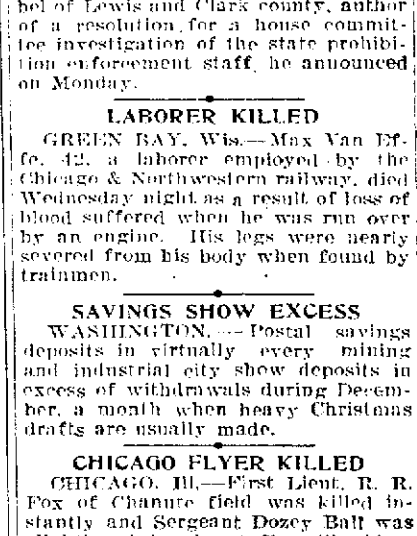 bel of Lewis and Clark county, author
of a resolution for a house commit-
tee investigation of the state prohibi-
tion enforcement staff, he announced
on Monday.
LABORER KILLED
GREEN BAY, Wis.—Max Van Ef-
fe, 42, a laborer employed by the
Chicago & Northwestern railway, died
Wednesday night as a result of loss of
blood suffered when he was run over
by an engine. His legs were nearly
severed from his body when found by
trainmen.
SAVINGS SHOW EXCESS
WASHINGTON.—Postal savings
deposits in virtually every mining
and industrial city show deposits in
excess of withdrawals during Decem-
ber, a month when heavy Christmas
drafts are usually made.
CHICAGO FLYER KILLED
CHICAGO, Ill.—First Lieut. R. R.
Fox of Chanute field was killed in-
stantly and Sergeant Dozey Ball was